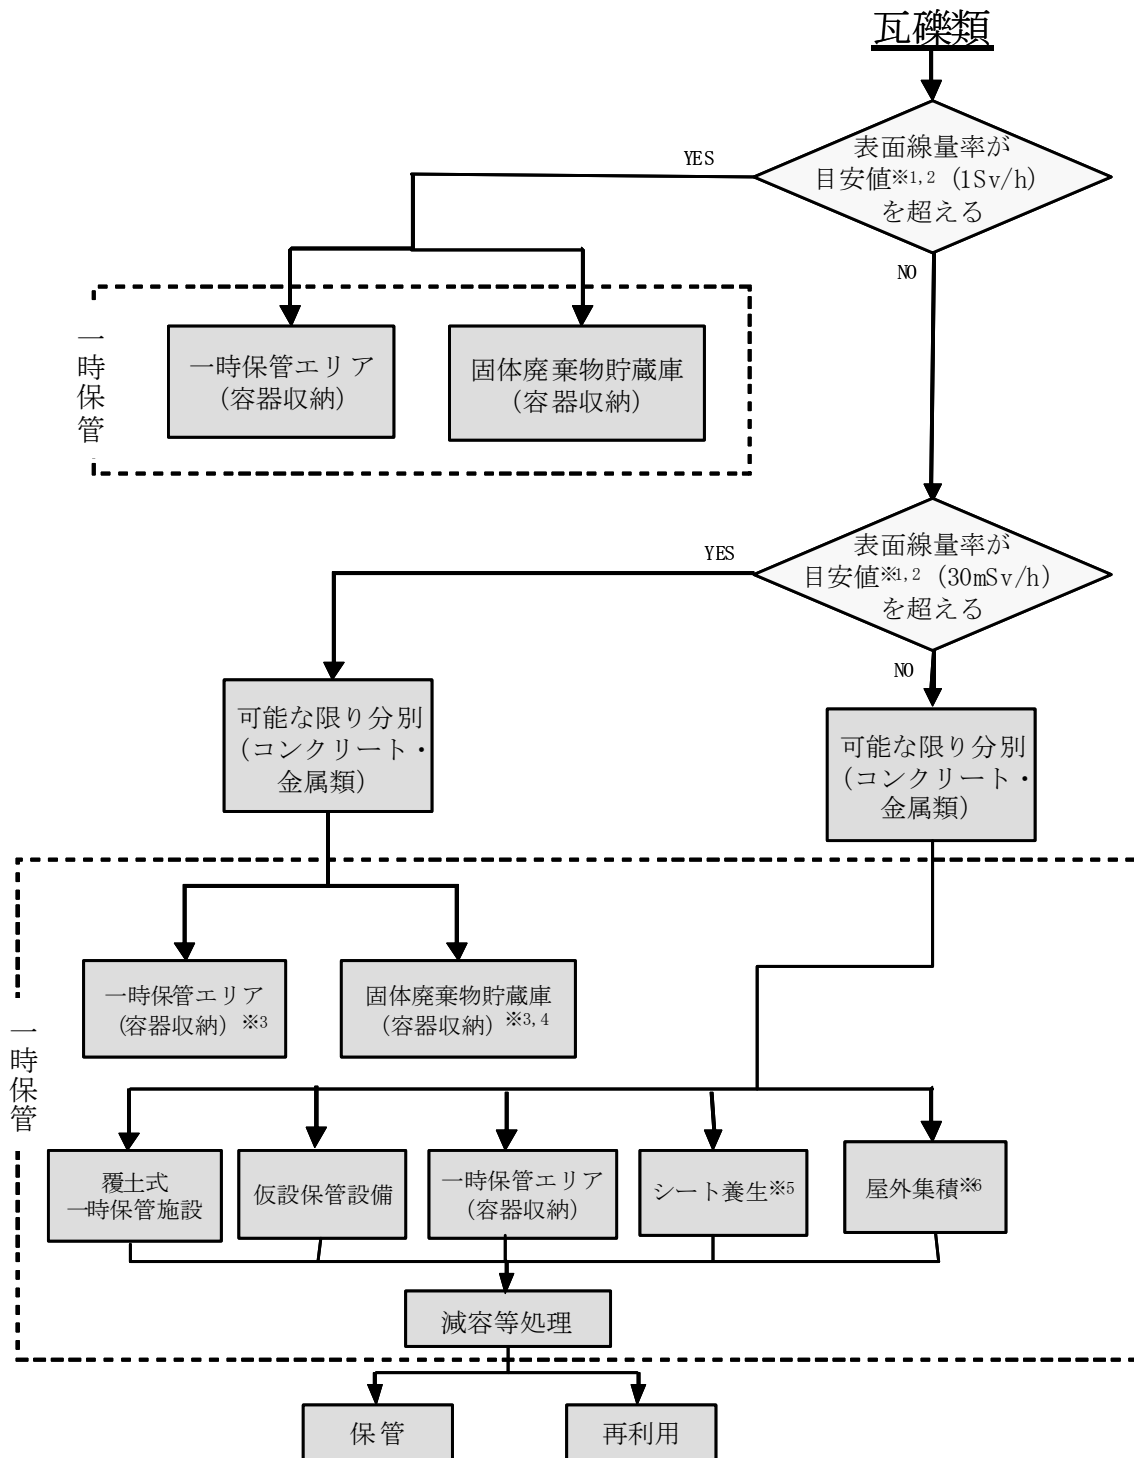 瓦礫類
表面線量率が
目安値※1,2（1Sv/h）
を超える
YES
NO
一時保管
一時保管エリア
（容器収納）
固体廃棄物貯蔵庫
（容器収納）
表面線量率が
目安値※1,2（30mSv/h）
を超える
YES
NO
可能な限り分別
（コンクリート・
金属類）
可能な限り分別
（コンクリート・
金属類）
一時保管
一時保管エリア
（容器収納）※3
固体廃棄物貯蔵庫
（容器収納）※3,4
覆土式
一時保管施設
仮設保管設備
一時保管エリア
（容器収納）
シート養生※5
屋外集積※6
減容等処理
保管
再利用